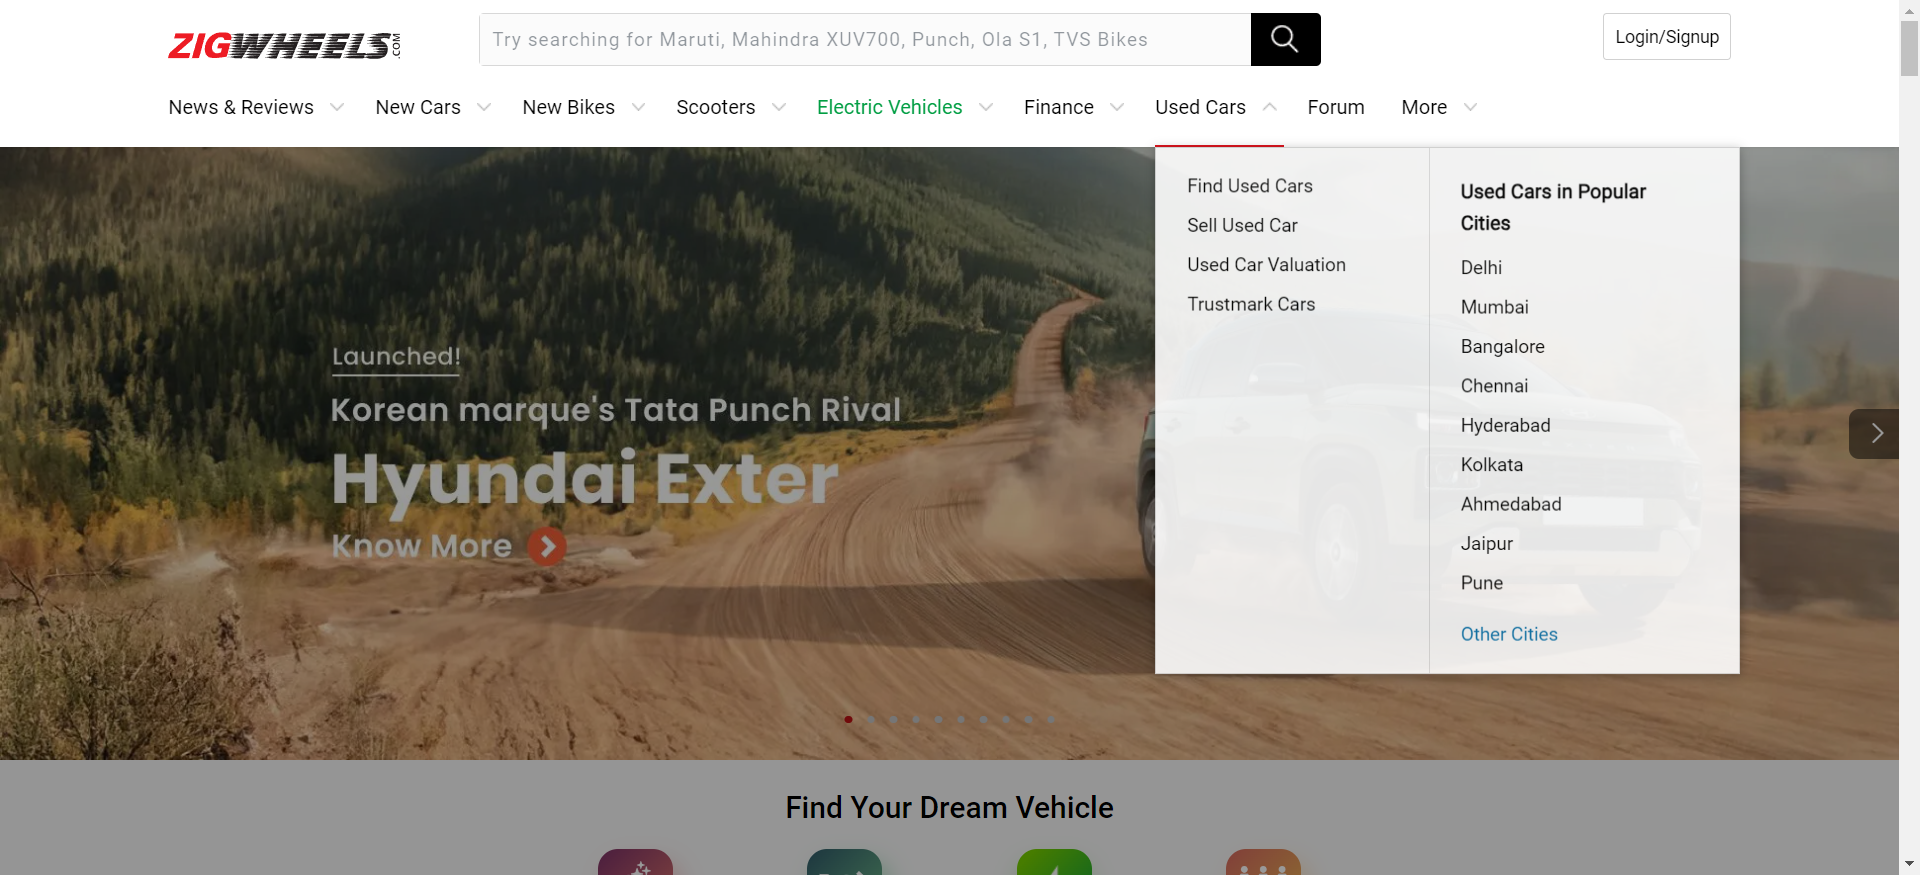 ZIGWHEELS.COM
Try searching for Maruti, Mahindra XUV700, Punch, Ola S1, TVS Bikes
Login/Signup
News & Reviews
New Cars
New Bikes
Scooters
Electric Vehicles
Finance
Used Cars
Forum
More
Find Used Cars
Sell Used Car
Used Car Valuation
Trustmark Cars
Used Cars in Popular
Cities
Delhi
Mumbai
Bangalore
Chennai
Hyderabad
Kolkata
Ahmedabad
Jaipur
Pune
Other Cities
Launched!
Korean marque's Tata Punch Rival
Hyundai Exter
Know More
Find Your Dream Vehicle